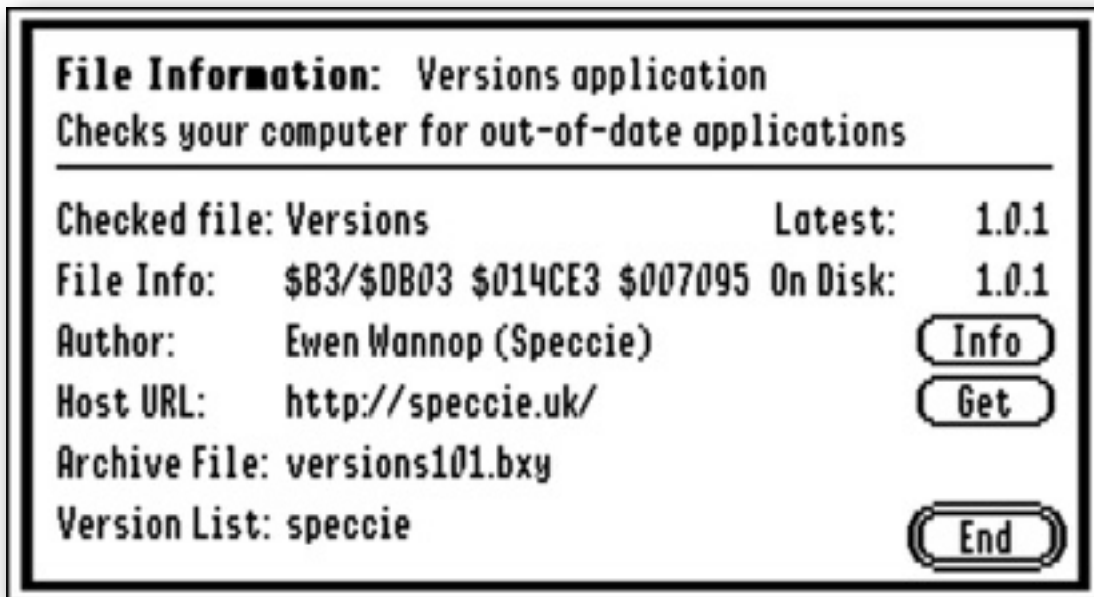 File Information: Versions application
Checks your computer for out-of-date applications
Checked file: Versions Latest: 1.0.1
File Info: $B3/$DB03 $014CE3 $007095 On Disk: 1.0.1
Author: Ewen Wannop (Speccie) Info
Host URL: http://speccie.uk/ Get
Archive File: versions101.bxy
Version List: speccie End